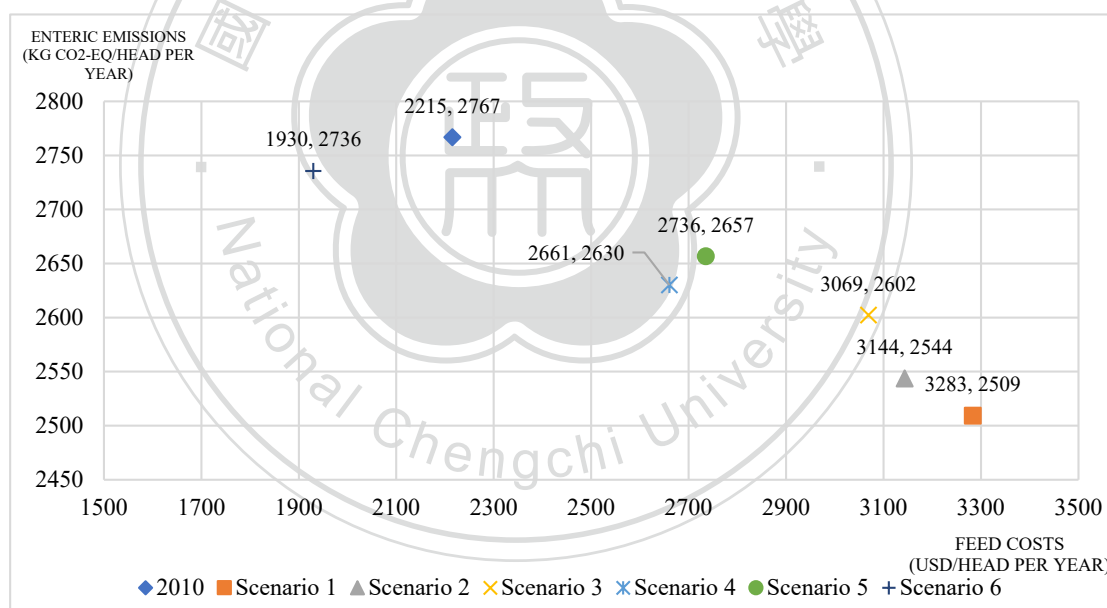 ENTERIC EMISSIONS
(KG CO2-EQ/HEAD PER
YEAR)
2800
2750
2700
2650
2600
2550
2500
2450
2215, 2767
1930, 2736
2736, 2657
2661, 2630
3069, 2602
3144, 2544
3283, 2509
1500 1700 1900 2100 2300 2500 2700 2900 3100 3300 3500
FEED COSTS
(USD/HEAD PER YEAR)
2010 Scenario 1 Scenario 2 Scenario 3 Scenario 4 Scenario 5 Scenario 6
國 學
政
National Chengchi University